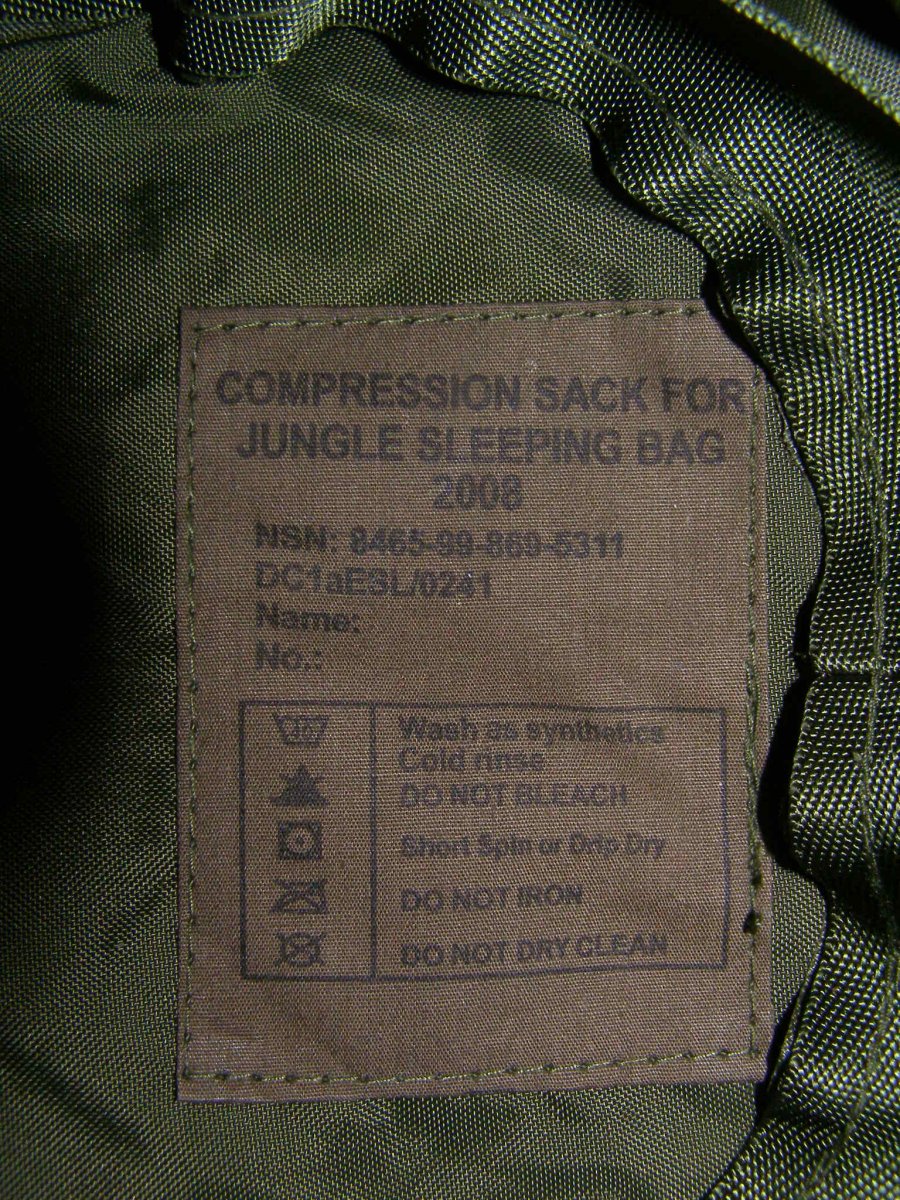 COMPRESSION SACK FOR
JUNGLE SLEEPING BAG
2008
NSN: 8465-99-869-5311
DC1aESL/0241
Name:
No.:
Wash as synthetics
Cold rinse
DO NOT BLEACH
Short Spin or Drip Dry
DO NOT IRON
DO NOT DRY CLEAN